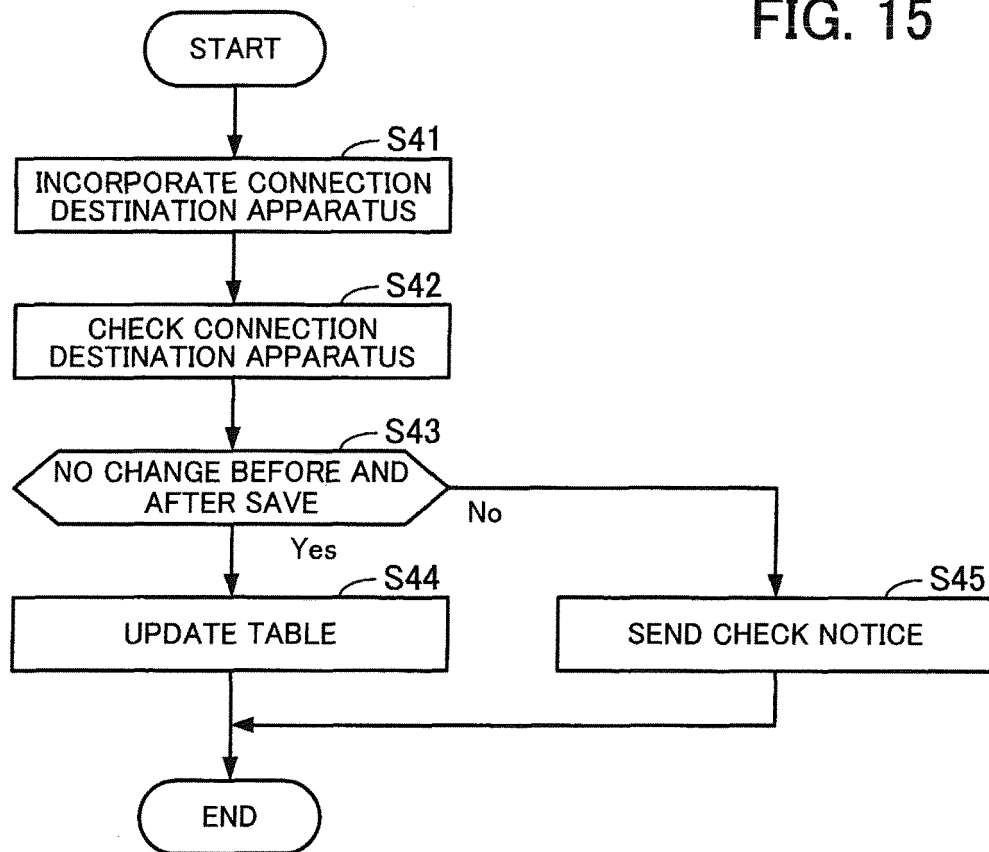 FIG. 15
START
S41
INCORPORATE CONNECTION
DESTINATION APPARATUS
S42
CHECK CONNECTION
DESTINATION APPARATUS
S43
NO CHANGE BEFORE AND
AFTER SAVE
No
Yes
S44
UPDATE TABLE
S45
SEND CHECK NOTICE
END